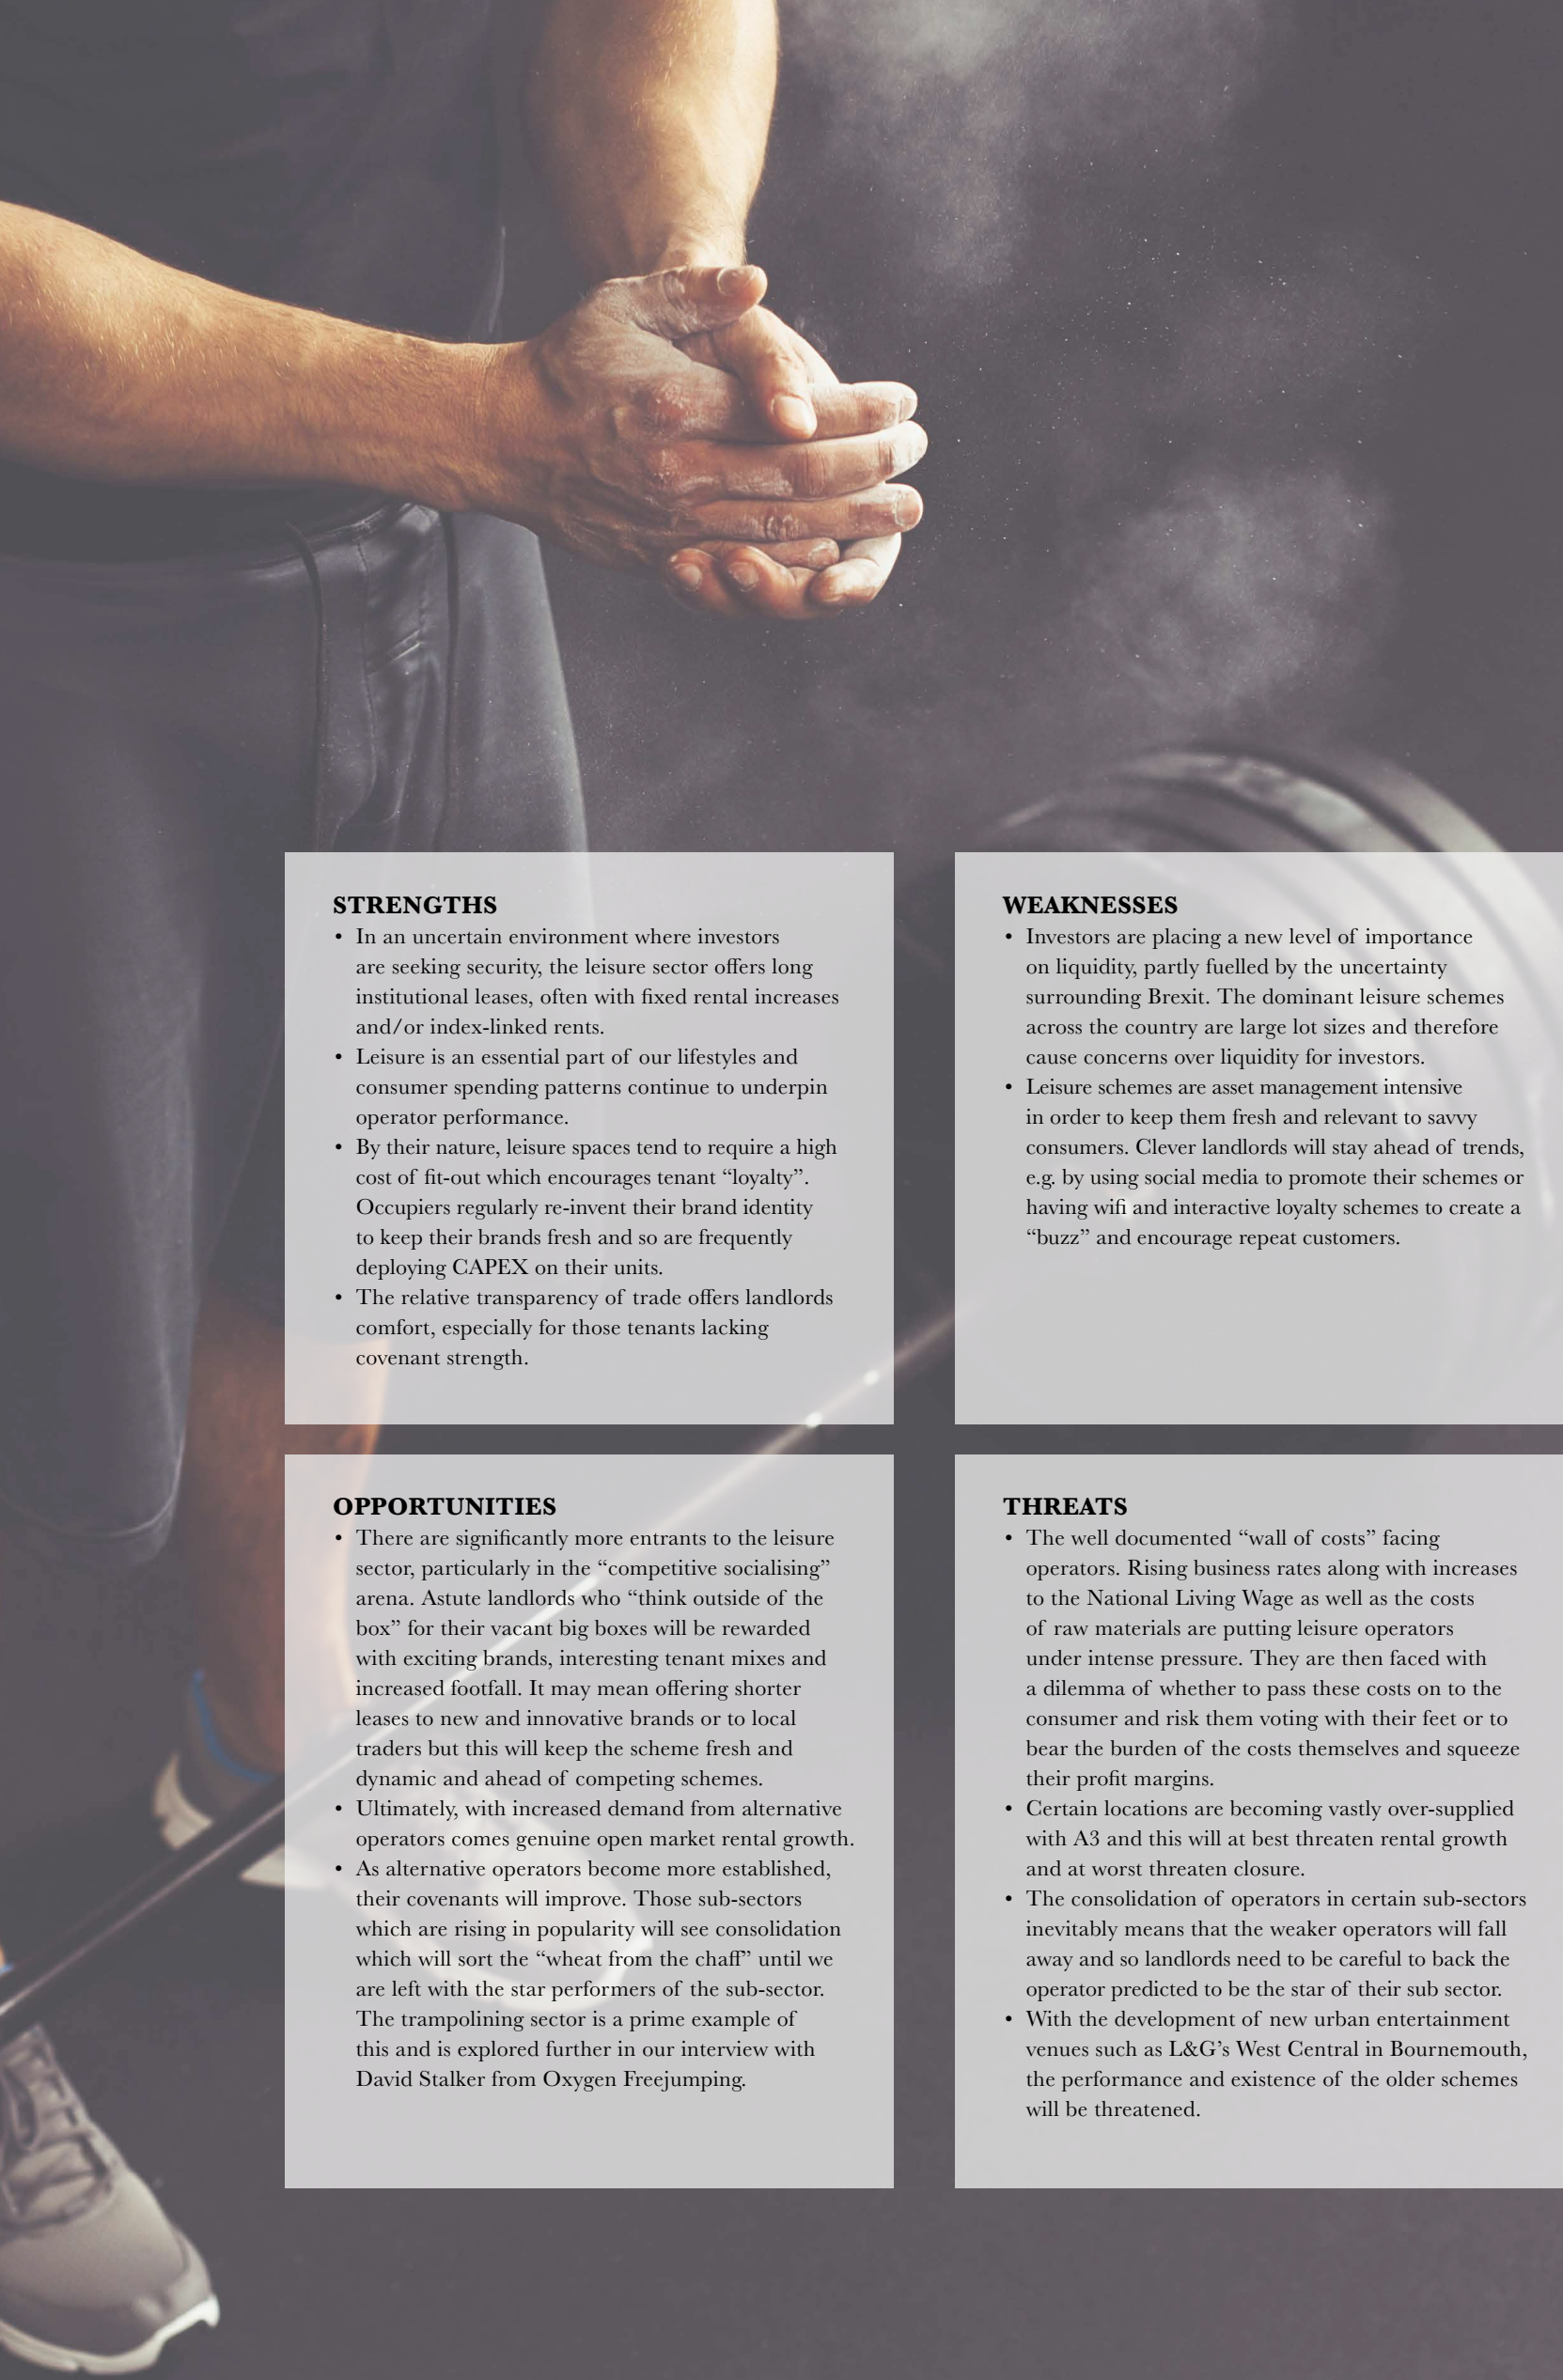 STRENGTHS
• In an uncertain environment where investors
are seeking security, the leisure sector offers long
institutional leases, often with fixed rental increases
and/or index-linked rents.
• Leisure is an essential part of our lifestyles and
consumer spending patterns continue to underpin
operator performance.
• By their nature, leisure spaces tend to require a high
cost of fit-out which encourages tenant “loyalty”.
Occupiers regularly re-invent their brand identity
to keep their brands fresh and so are frequently
deploying CAPEX on their units.
• The relative transparency of trade offers landlords
comfort, especially for those tenants lacking
covenant strength.
WEAKNESSES
• Investors are placing a new level of importance
on liquidity, partly fuelled by the uncertainty
surrounding Brexit. The dominant leisure schemes
across the country are large lot sizes and therefore
cause concerns over liquidity for investors.
• Leisure schemes are asset management intensive
in order to keep them fresh and relevant to savvy
consumers. Clever landlords will stay ahead of trends,
e.g. by using social media to promote their schemes or
having wifi and interactive loyalty schemes to create a
“buzz” and encourage repeat customers.
OPPORTUNITIES
• There are significantly more entrants to the leisure
sector, particularly in the “competitive socialising”
arena. Astute landlords who “think outside of the
box” for their vacant big boxes will be rewarded
with exciting brands, interesting tenant mixes and
increased footfall. It may mean offering shorter
leases to new and innovative brands or to local
traders but this will keep the scheme fresh and
dynamic and ahead of competing schemes.
• Ultimately, with increased demand from alternative
operators comes genuine open market rental growth.
• As alternative operators become more established,
their covenants will improve. Those sub-sectors
which are rising in popularity will see consolidation
which will sort the “wheat from the chaff” until we
are left with the star performers of the sub-sector.
The trampolining sector is a prime example of
this and is explored further in our interview with
David Stalker from Oxygen Freejumping.
THREATS
• The well documented “wall of costs” facing
operators. Rising business rates along with increases
to the National Living Wage as well as the costs
of raw materials are putting leisure operators
under intense pressure. They are then faced with
a dilemma of whether to pass these costs on to the
consumer and risk them voting with their feet or to
bear the burden of the costs themselves and squeeze
their profit margins.
• Certain locations are becoming vastly over-supplied
with A3 and this will at best threaten rental growth
and at worst threaten closure.
• The consolidation of operators in certain sub-sectors
inevitably means that the weaker operators will fall
away and so landlords need to be careful to back the
operator predicted to be the star of their sub sector.
• With the development of new urban entertainment
venues such as L&G’s West Central in Bournemouth,
the performance and existence of the older schemes
will be threatened.